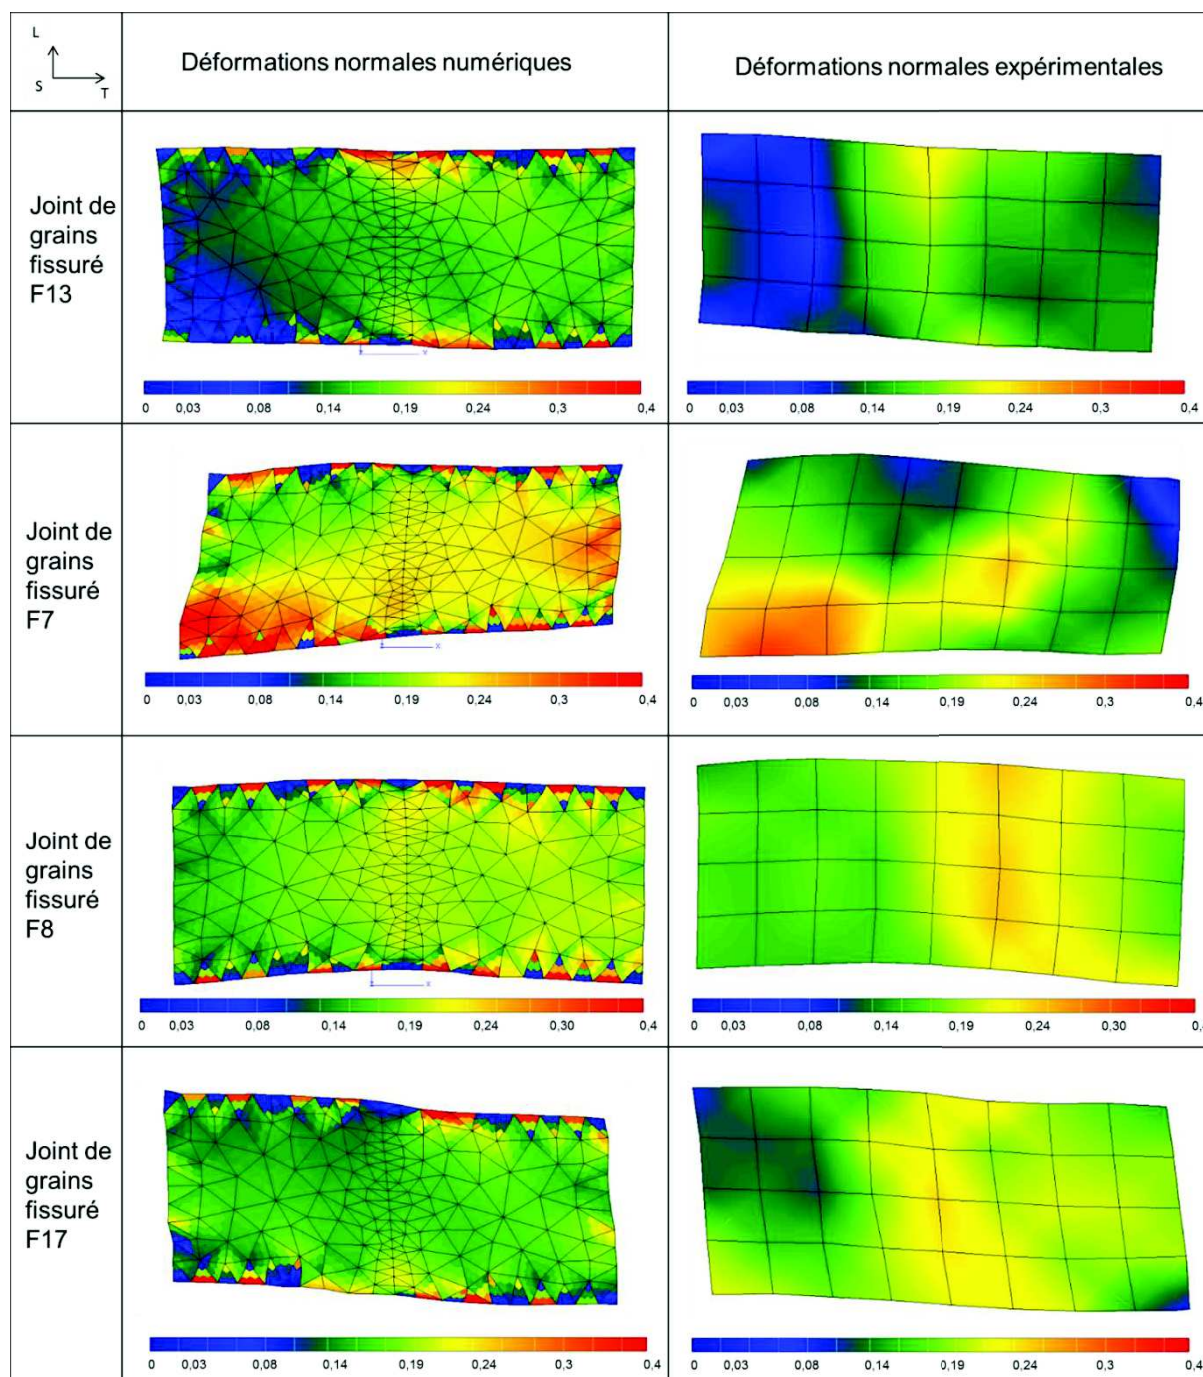 L
S
T
Déformations normales numériques
Déformations normales expérimentales
Joint de
grains
fissuré
F13
x
0 0,03 0,08 0,14 0,19 0,24 0,3 0,4
0 0,03 0,08 0,14 0,19 0,24 0,3 0,4
Joint de
grains
fissuré
F7
x
0 0,03 0,08 0,14 0,19 0,24 0,3 0,4
0 0,03 0,08 0,14 0,19 0,24 0,3 0,4
Joint de
grains
fissuré
F8
x
0 0,03 0,08 0,14 0,19 0,24 0,30 0,4
0 0,03 0,08 0,14 0,19 0,24 0,30
Joint de
grains
fissuré
F17
0 0,03 0,08 0,14 0,19 0,24 0,3 0,4
0 0,03 0,08 0,14 0,19 0,24 0,3 0,4